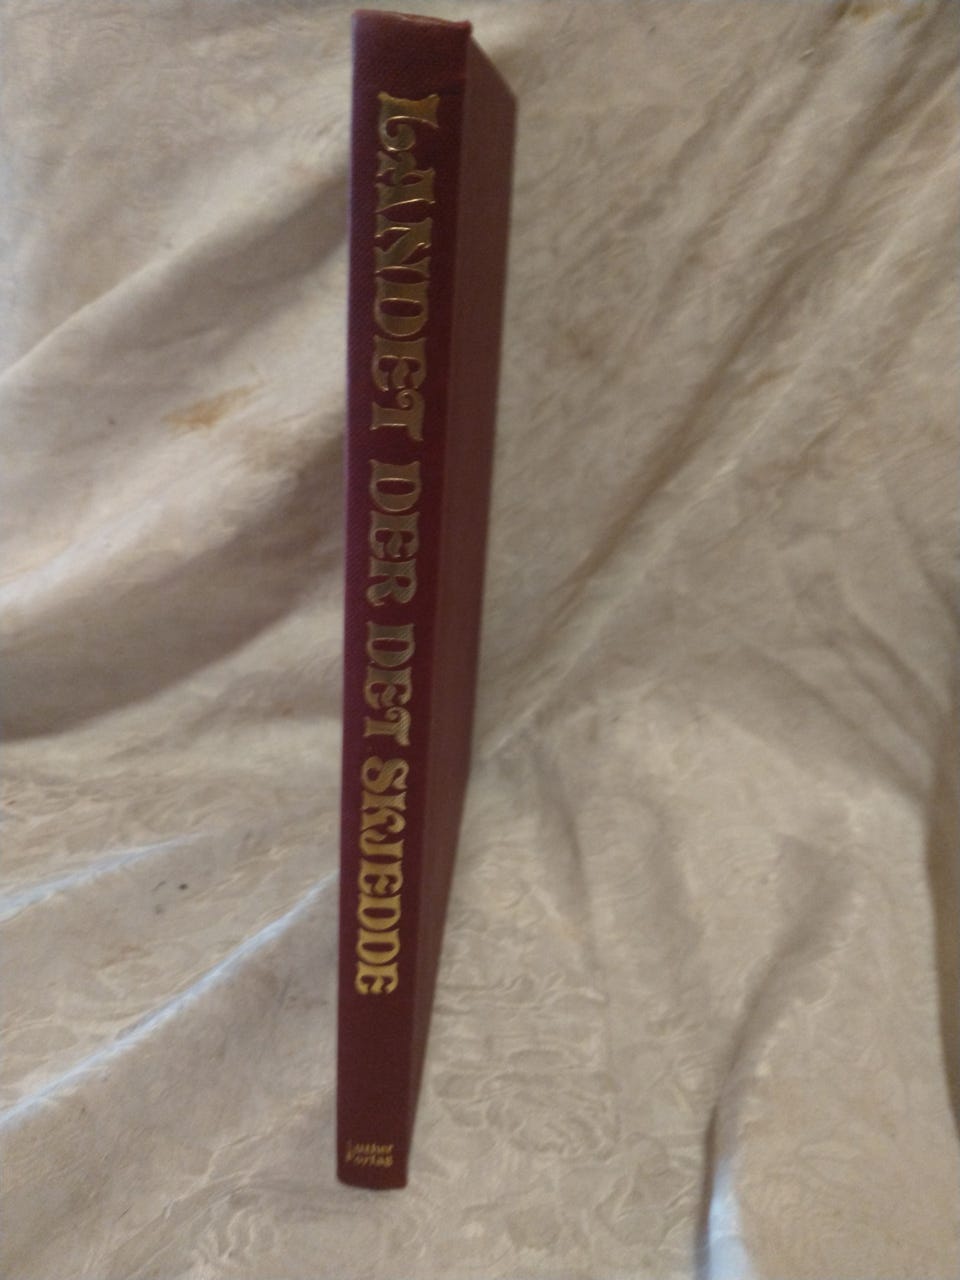 LANDET DER DET SKJEDDE
Luther
Forlag